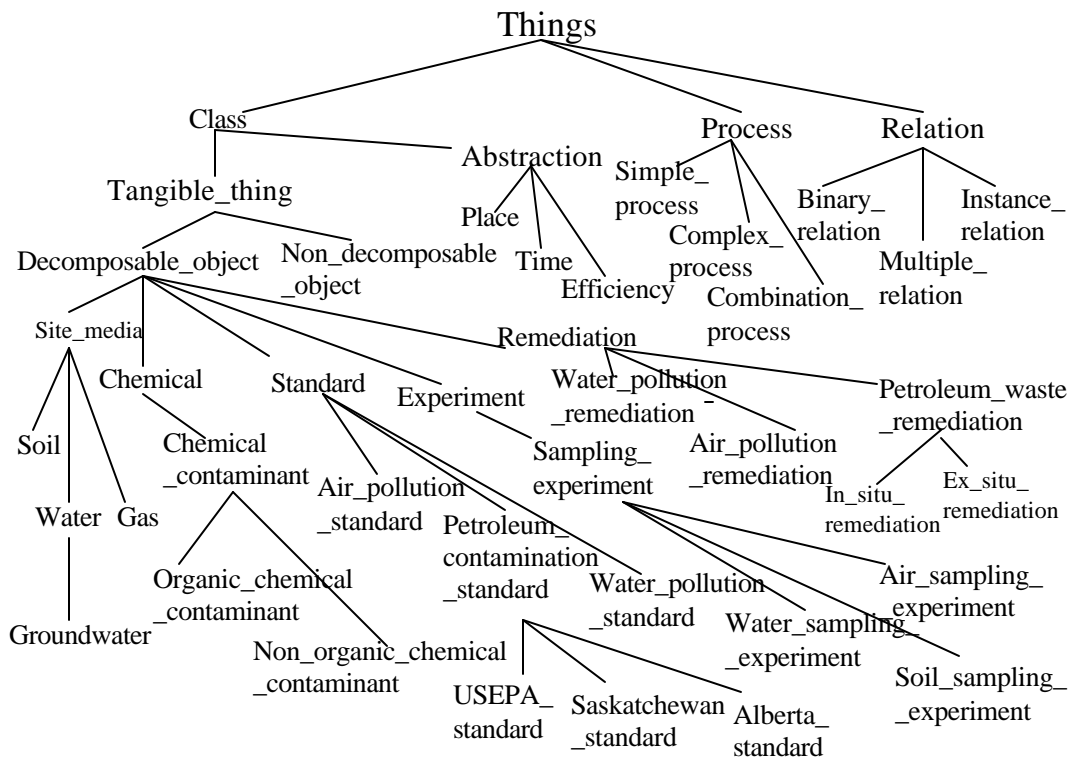 Things
Class
Process
Relation
Abstraction
Tangible_thing
Simple_
process
Binary_
relation
Instance_
relation
Place
Complex_
process
Decomposable_object
Non_decomposable
_object
Time
Multiple_
relation
Efficiency
Combination_
process
Site_media
Remediation
Chemical
Standard
Experiment
Water_pollution
_remediation
Petroleum_waste
_remediation
Soil
Chemical
_contaminant
Sampling_
experiment
Air_pollution
_remediation
Air_pollution
_standard
In_situ_
remediation
Ex_situ_
remediation
Water
Gas
Petroleum_
contamination
_standard
Organic_chemical
_contaminant
Water_pollution
_standard
Air_sampling_
_experiment
Groundwater
Non_organic_chemical
_contaminant
Water_sampling_
_experiment
Soil_sampling_
_experiment
USEPA_
standard
Saskatchewan
_standard
Alberta_
standard